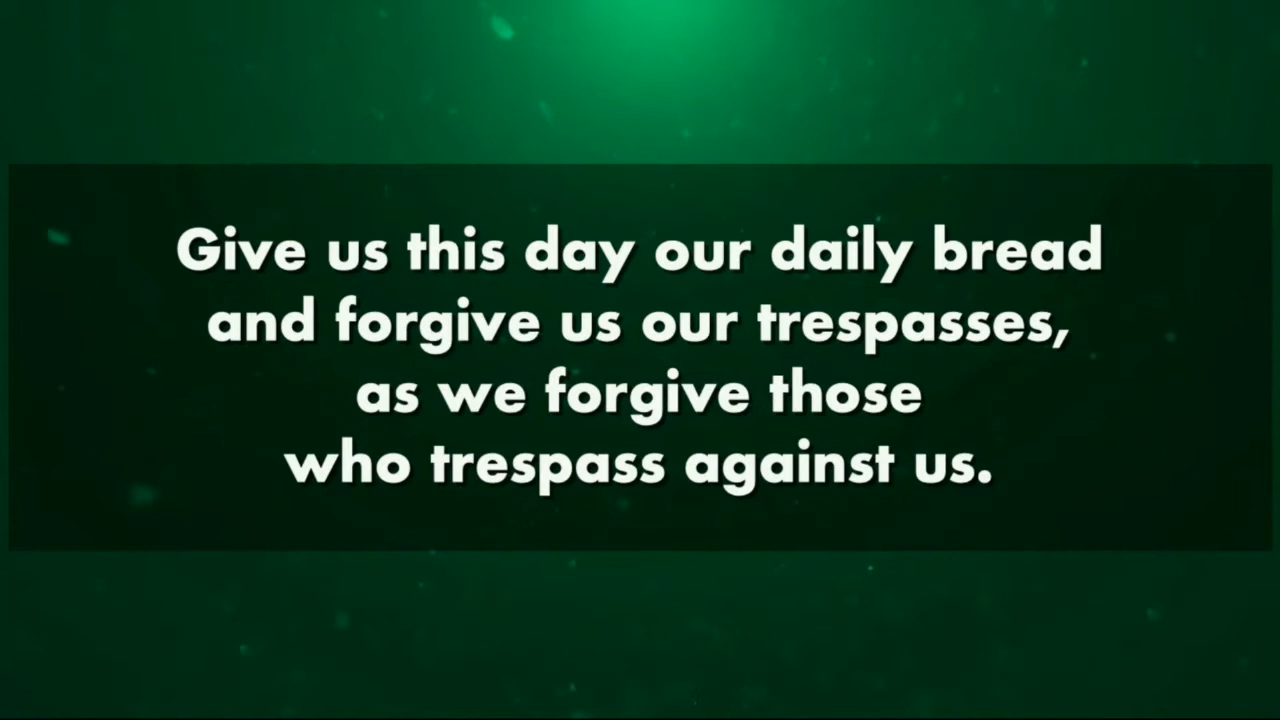 Give us this day our daily bread
and forgive us our trespasses,
as we forgive those
who trespass against us.